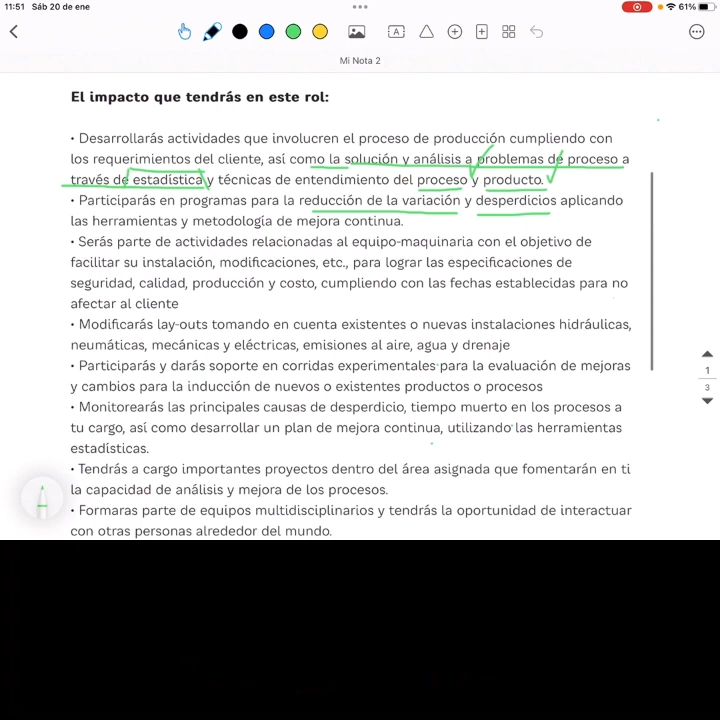 11:51 Sáb 20 de ene
61%
A
Mi Nota 2
El impacto que tendrás en este rol:
• Desarrollarás actividades que involucren el proceso de producción cumpliendo con
los requerimientos del cliente, así como la solución y análisis a problemas de proceso a
través de estadística y técnicas de entendimiento del proceso y producto.
• Participarás en programas para la reducción de la variación y desperdicios aplicando
las herramientas y metodología de mejora continua.
• Serás parte de actividades relacionadas al equipo-maquinaria con el objetivo de
facilitar su instalación, modificaciones, etc., para lograr las especificaciones de
seguridad, calidad, producción y costo, cumpliendo con las fechas establecidas para no
afectar al cliente
• Modificarás lay-outs tomando en cuenta existentes o nuevas instalaciones hidráulicas,
neumáticas, mecánicas y eléctricas, emisiones al aire, agua y drenaje
• Participarás y darás soporte en corridas experimentales para la evaluación de mejoras
y cambios para la inducción de nuevos o existentes productos o procesos
• Monitorearás las principales causas de desperdicio, tiempo muerto en los procesos a
tu cargo, así como desarrollar un plan de mejora continua, utilizando las herramientas
estadísticas.
• Tendrás a cargo importantes proyectos dentro del área asignada que fomentarán en ti
la capacidad de análisis y mejora de los procesos.
• Formaras parte de equipos multidisciplinarios y tendrás la oportunidad de interactuar
con otras personas alrededor del mundo.
1
3